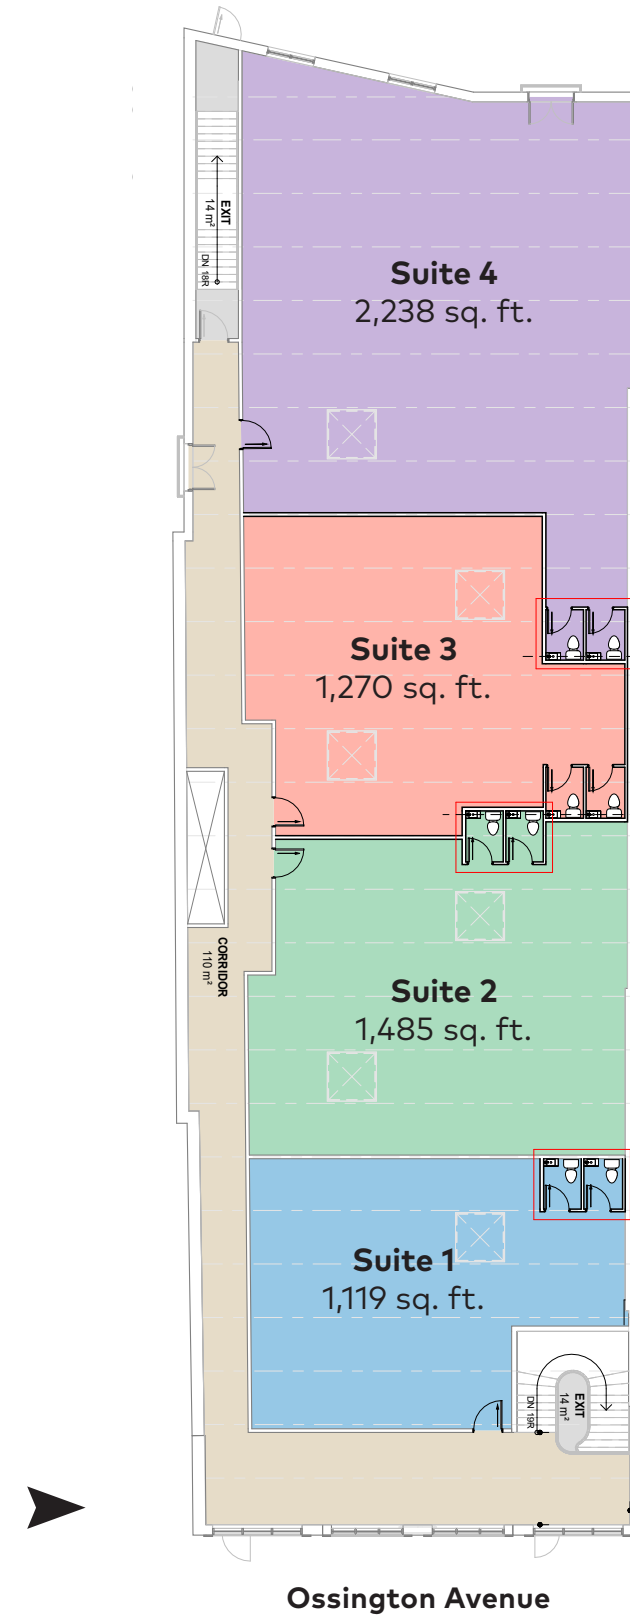 EXIT
14 m²
DN 18R
Suite 4
2,238 sq. ft.
Suite 3
1,270 sq. ft.
CORRIDOR
110 m²
Suite 2
1,485 sq. ft.
Suite 1
1,119 sq. ft.
EXIT
14 m²
DN 19R
Ossington Avenue